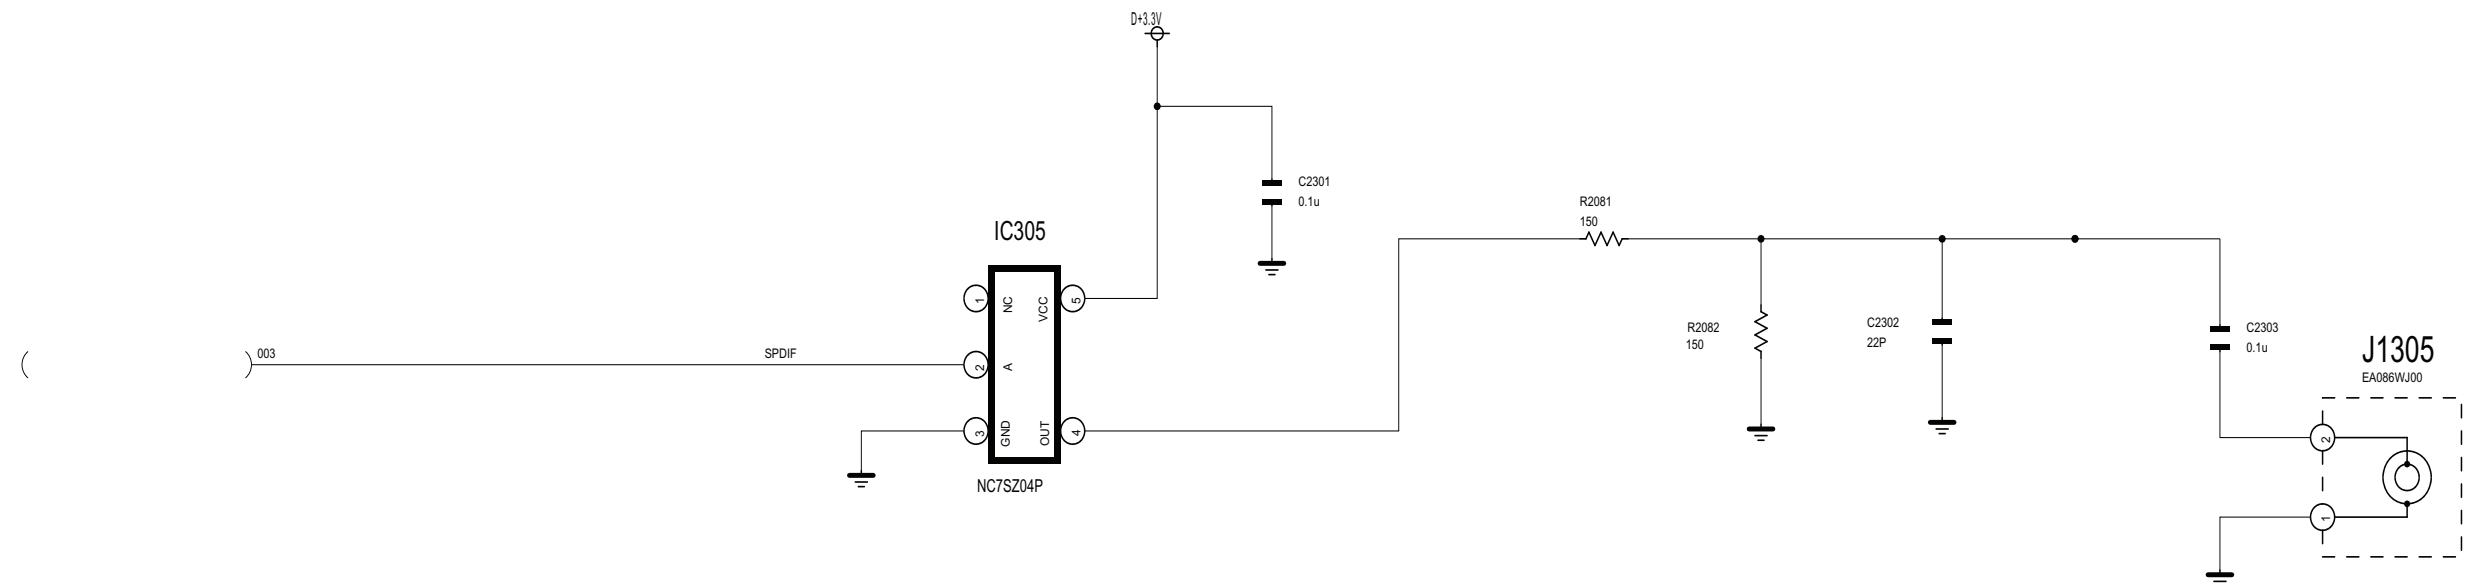 D+3.3V
C2301
0.1u
R2081
150
IC305
1
NC
VCC
5
R2082
150
C2302
22P
C2303
0.1u
J1305
EA086WJ00
(
)
003
SPDIF
2
A
3
GND
OUT
4
NC7SZ04P
2
1